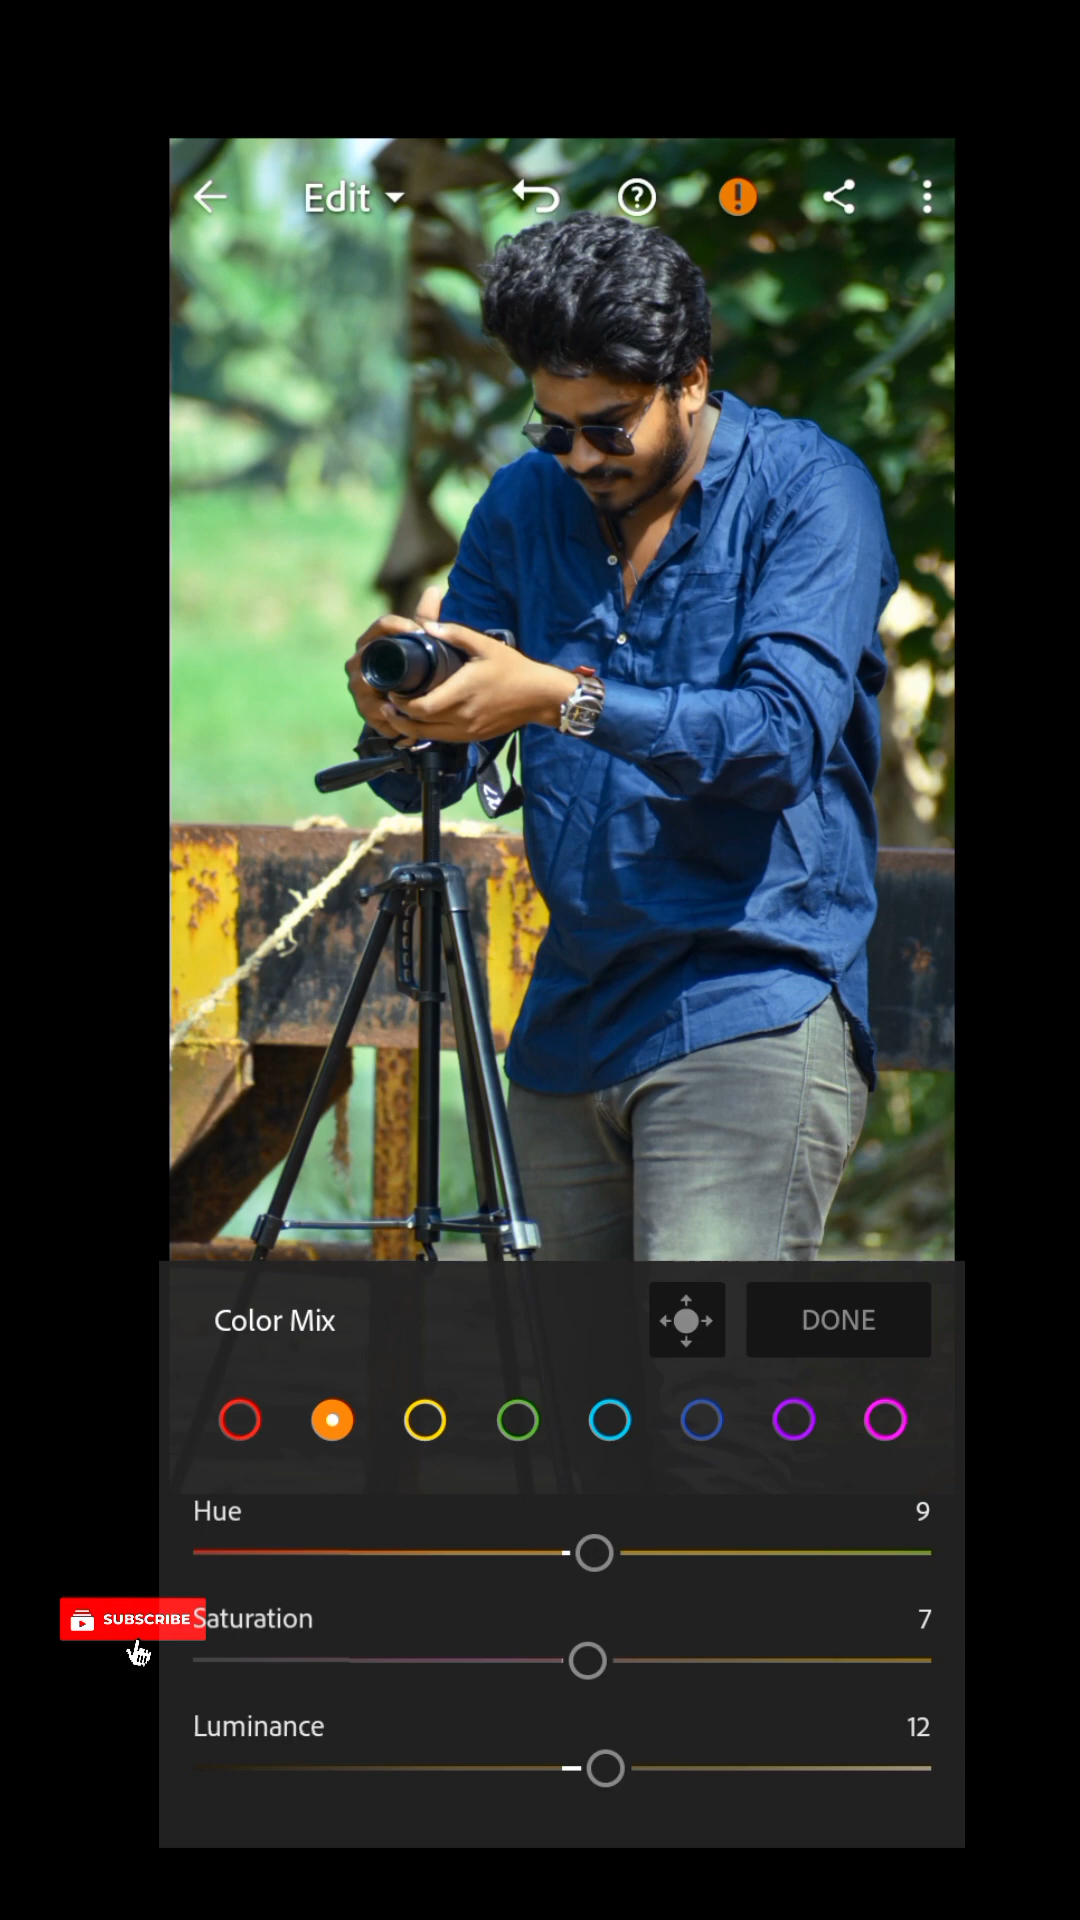 Edit
Color Mix
DONE
Hue 9
SUBSCRIBE
Saturation 7
Luminance 12